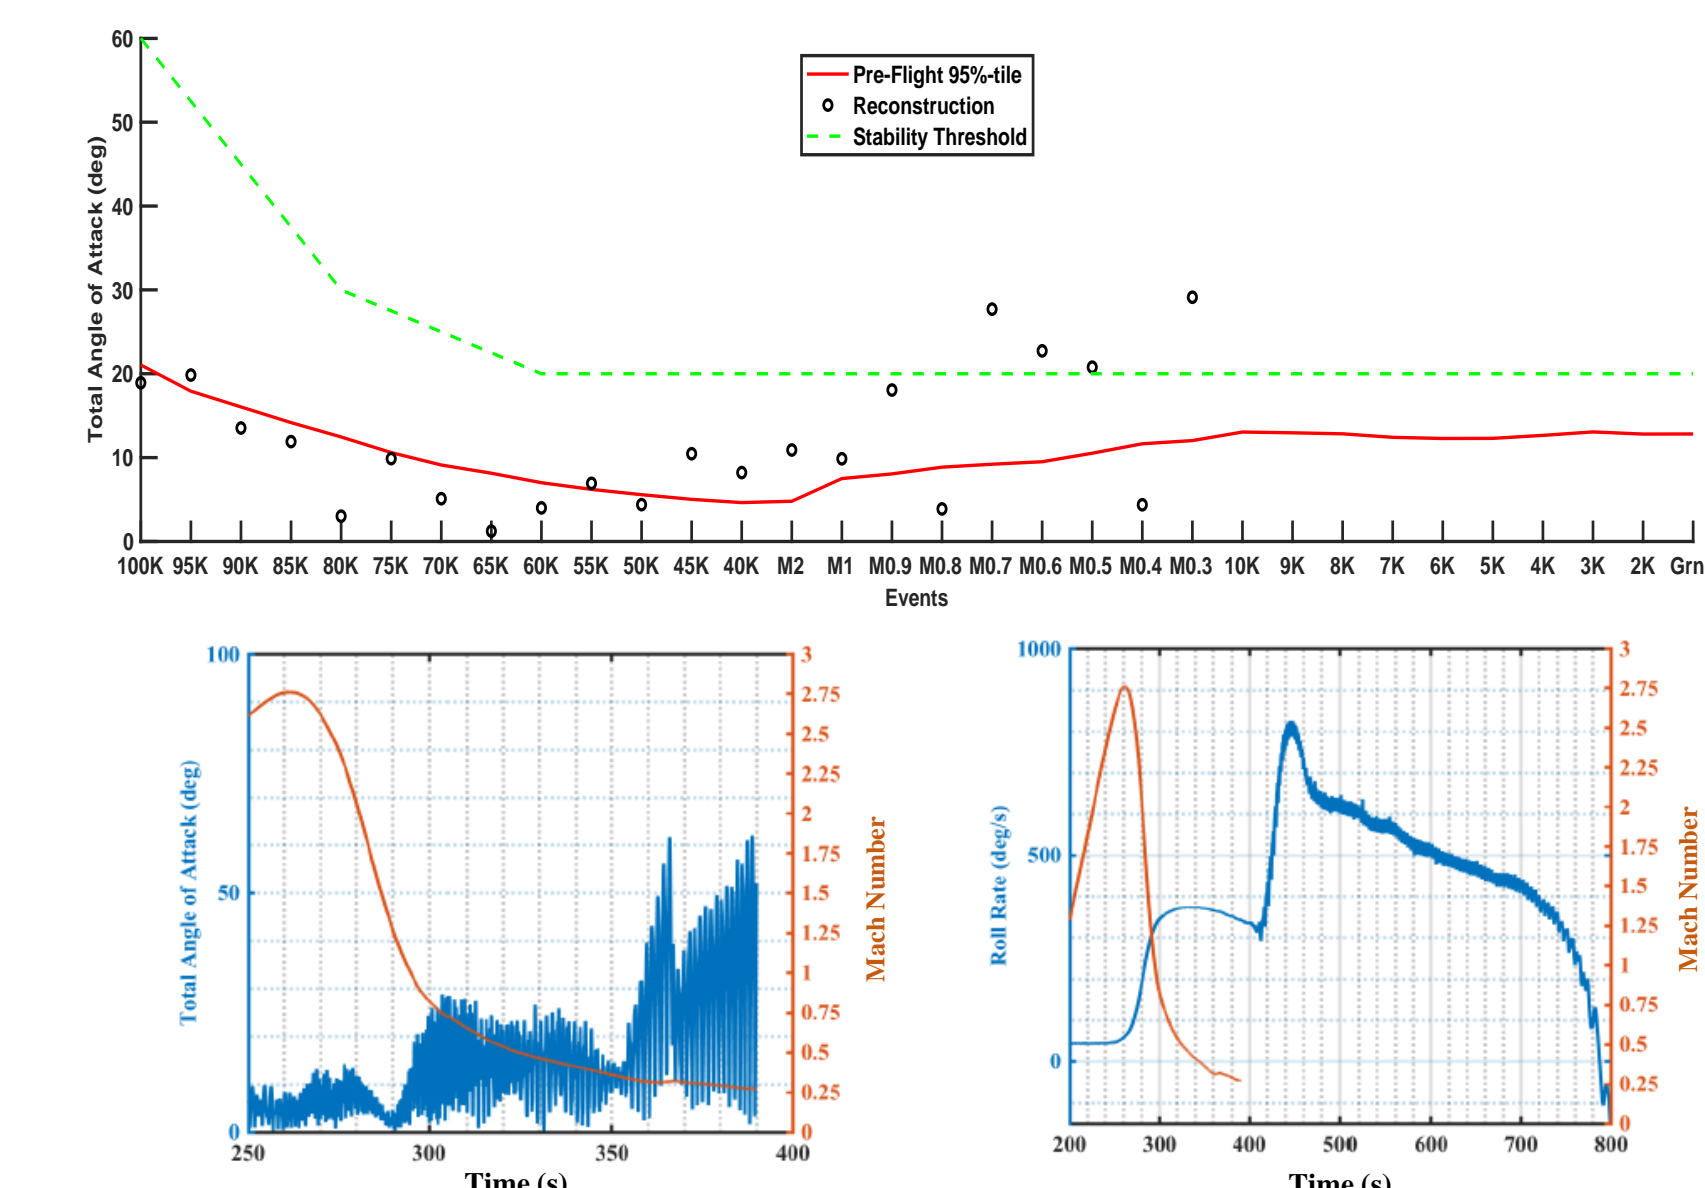 60
50
40
30
20
10
0
Total Angle of Attack (deg)
Pre-Flight 95%-tile
Reconstruction
Stability Threshold
100K 95K 90K 85K 80K 75K 70K 65K 60K 55K 50K 45K 40K M2 M1 M0.9 M0.8 M0.7 M0.6 M0.5 M0.4 M0.3 10K 9K 8K 7K 6K 5K 4K 3K 2K Grn
Events
100
50
0
Total Angle of Attack (deg)
3
2.75
2.5
2.25
2
1.75
1.5
1.25
1
0.75
0.5
0.25
0
Mach Number
250 300 350 400
Time (s)
1000
500
0
Roll Rate (deg/s)
3
2.75
2.5
2.25
2
1.75
1.5
1.25
1
0.75
0.5
0.25
0
Mach Number
200 300 400 500 600 700 800
Time (s)